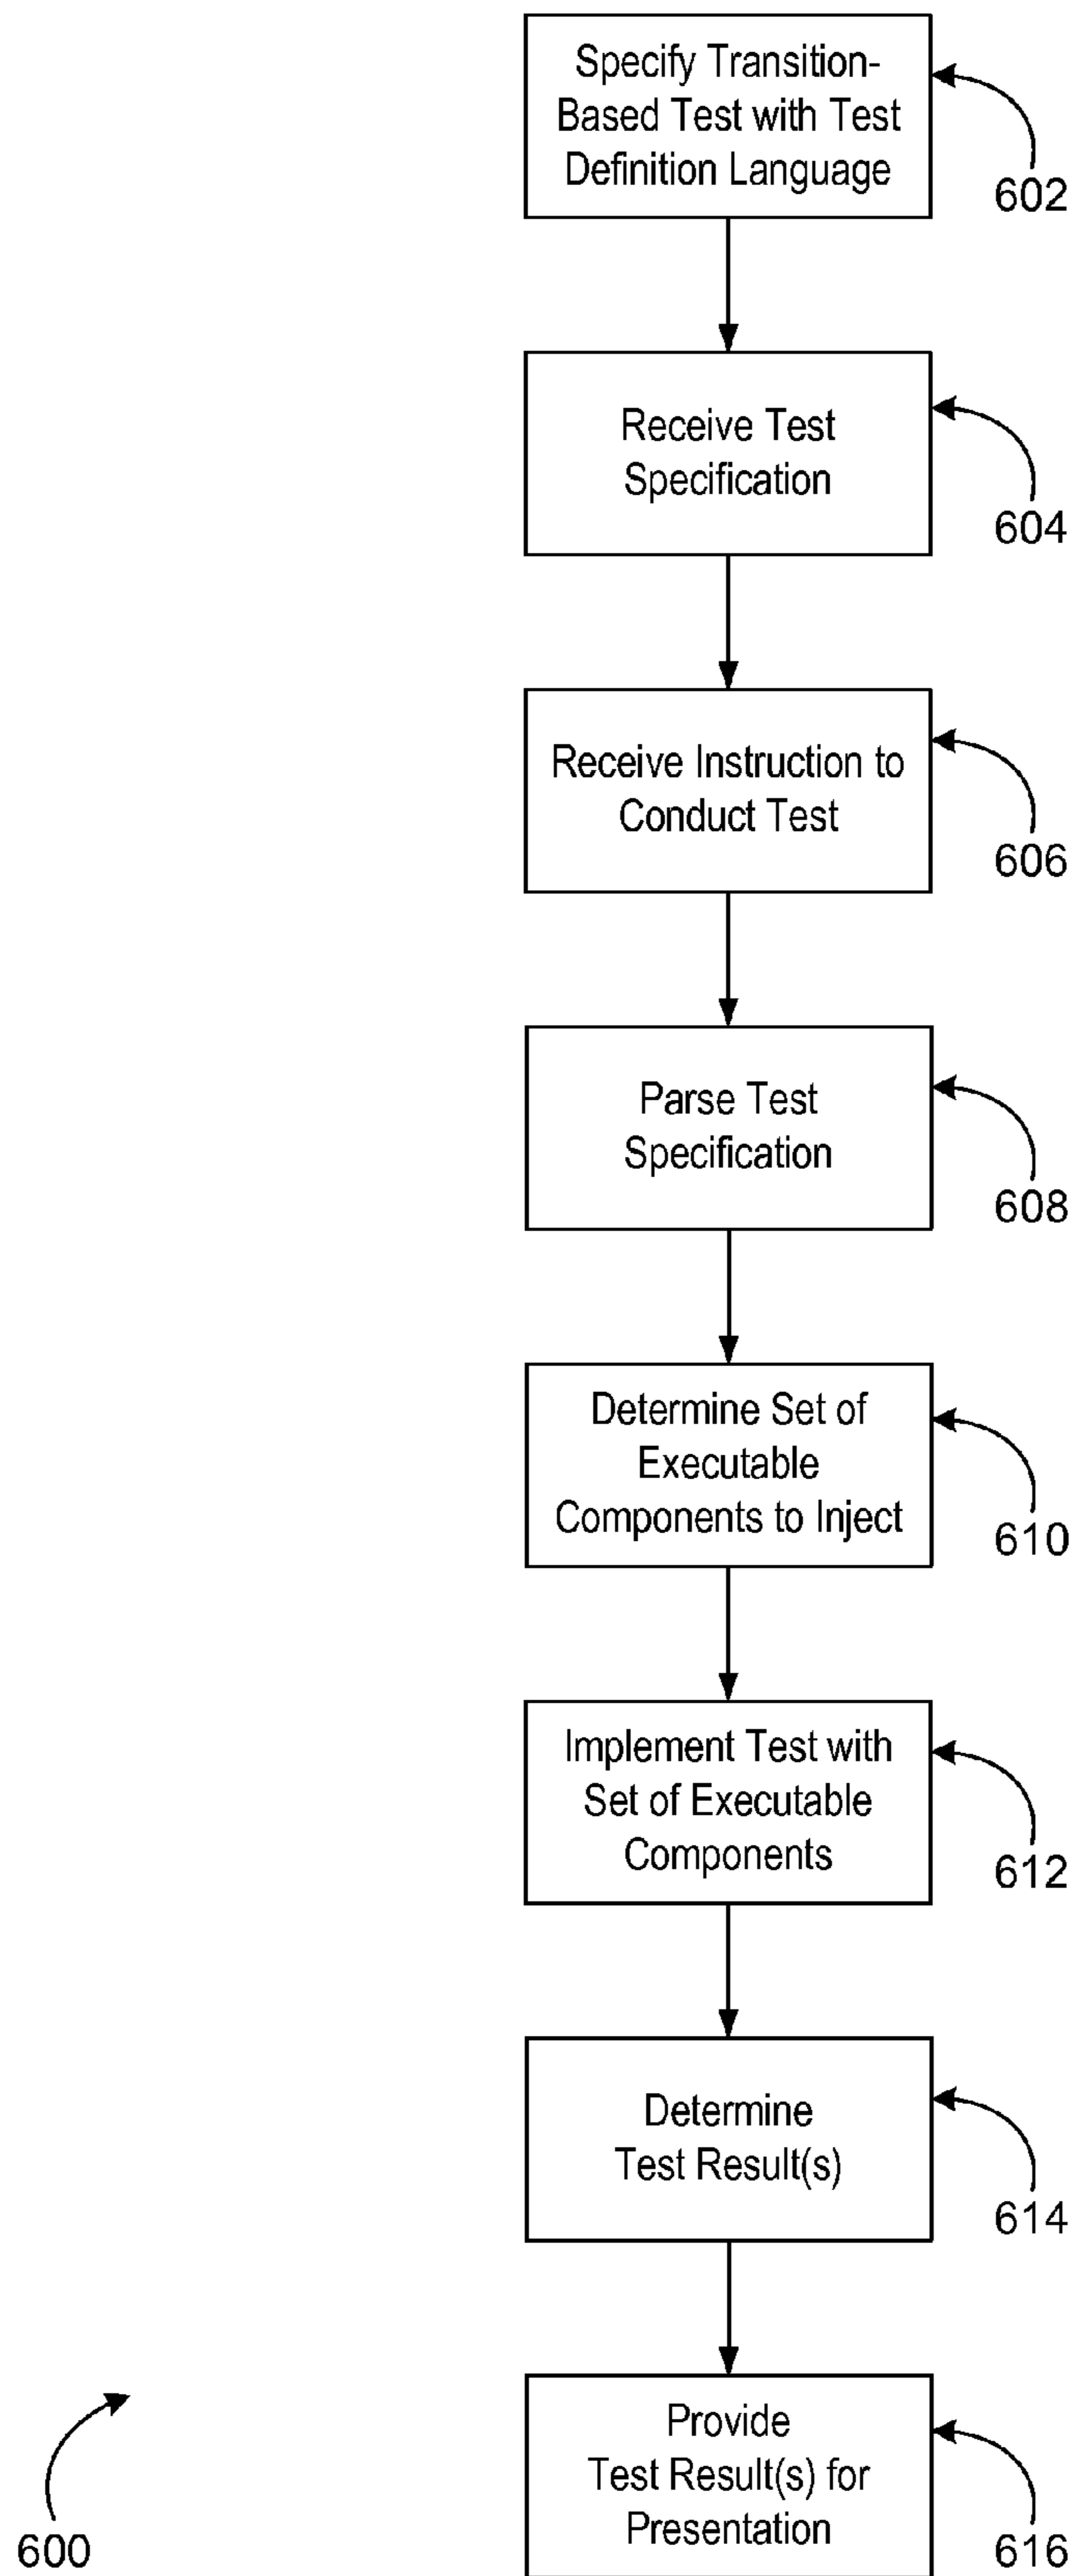 Specify Transition-
Based Test with Test
Definition Language
602
Receive Test
Specification
604
Receive Instruction to
Conduct Test
606
Parse Test
Specification
608
Determine Set of
Executable
Components to Inject
610
Implement Test with
Set of Executable
Components
612
Determine
Test Result(s)
614
Provide
Test Result(s) for
Presentation
616
600